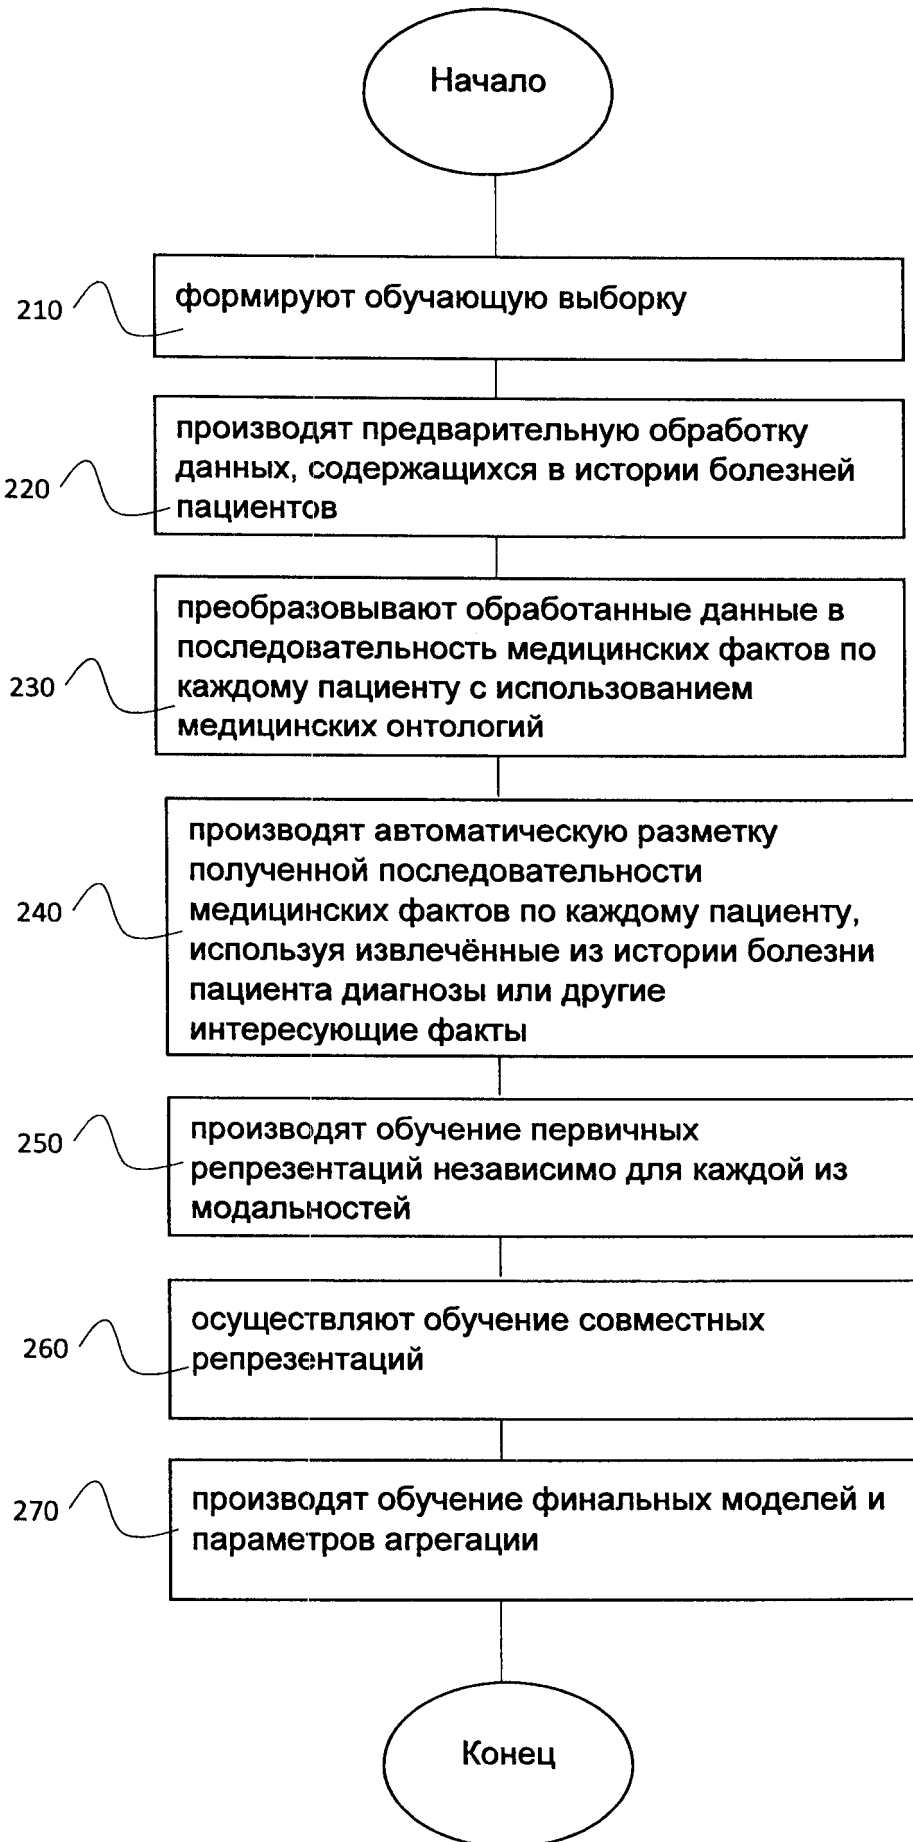 Начало
210
формируют обучающую выборку
220
производят предварительную обработку
данных, содержащихся в истории болезней
пациентов
230
преобразовывают обработанные данные в
последовательность медицинских фактов по
каждому пациенту с использованием
медицинских онтологий
240
производят автоматическую разметку
полученной последовательности
медицинских фактов по каждому пациенту,
используя извлечённые из истории болезни
пациента диагнозы или другие
интересующие факты
250
производят обучение первичных
репрезентаций независимо для каждой из
модальностей
260
осуществляют обучение совместных
репрезентаций
270
производят обучение финальных моделей и
параметров агрегации
Конец